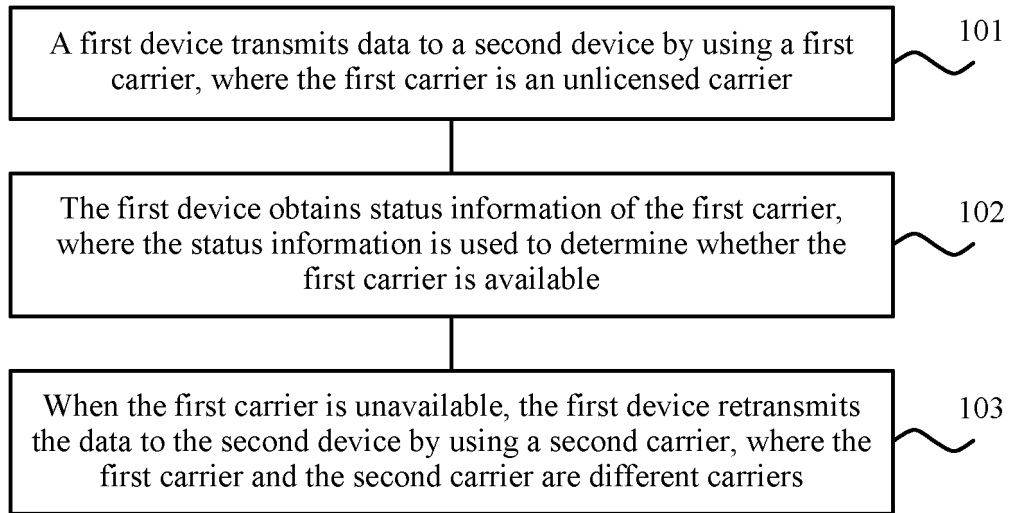 A first device transmits data to a second device by using a first
carrier, where the first carrier is an unlicensed carrier
101
The first device obtains status information of the first carrier,
where the status information is used to determine whether the
first carrier is available
102
When the first carrier is unavailable, the first device retransmits
the data to the second device by using a second carrier, where the
first carrier and the second carrier are different carriers
103